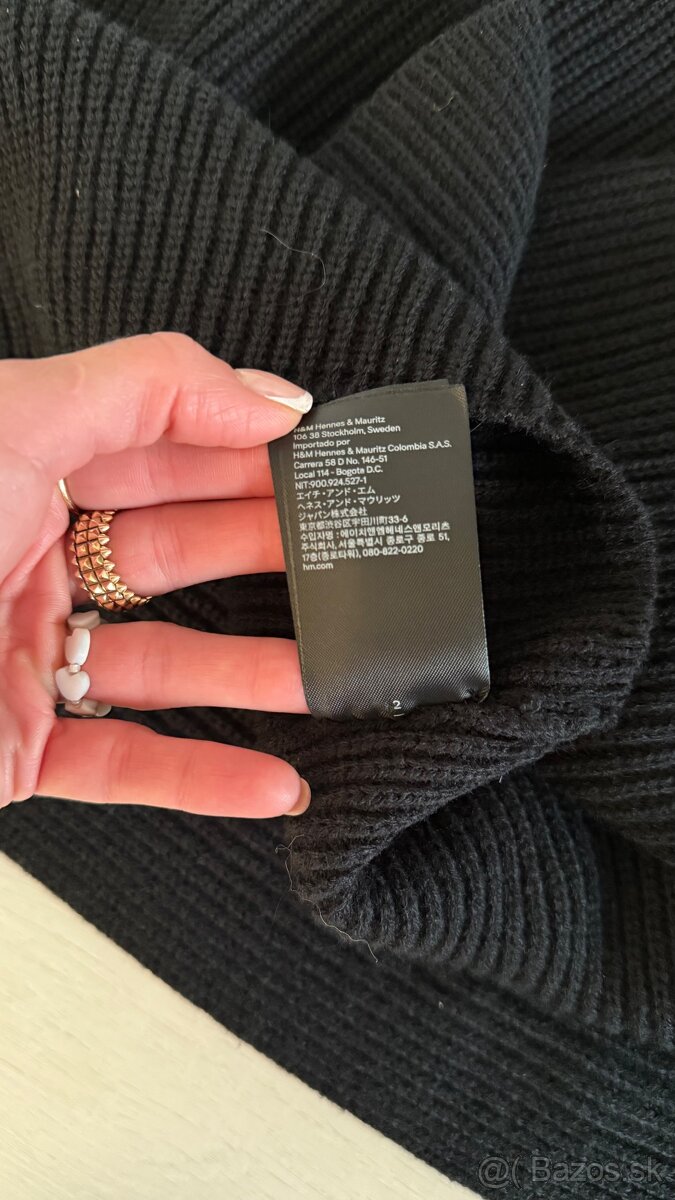 H&M Hennes & Mauritz
106 38 Stockholm, Sweden
Importado por
H&M Hennes & Mauritz Colombia S.A.S.
Carrera 58 D No. 146-51
Local 114 - Bogota D.C.
NIT:900.924.527-1
エイチ・アンド・エム
ヘネス・アンド・マウリッツ
ジャパン株式会社
東京都渋谷区宇田川町33-6
수입자명 : 에이치앤엠헤네스앤모리츠
주식회사, 서울특별시 종로구 종로 51,
17층(종로타워), 080-822-0220
hm.com
2
@( Bazos.sk